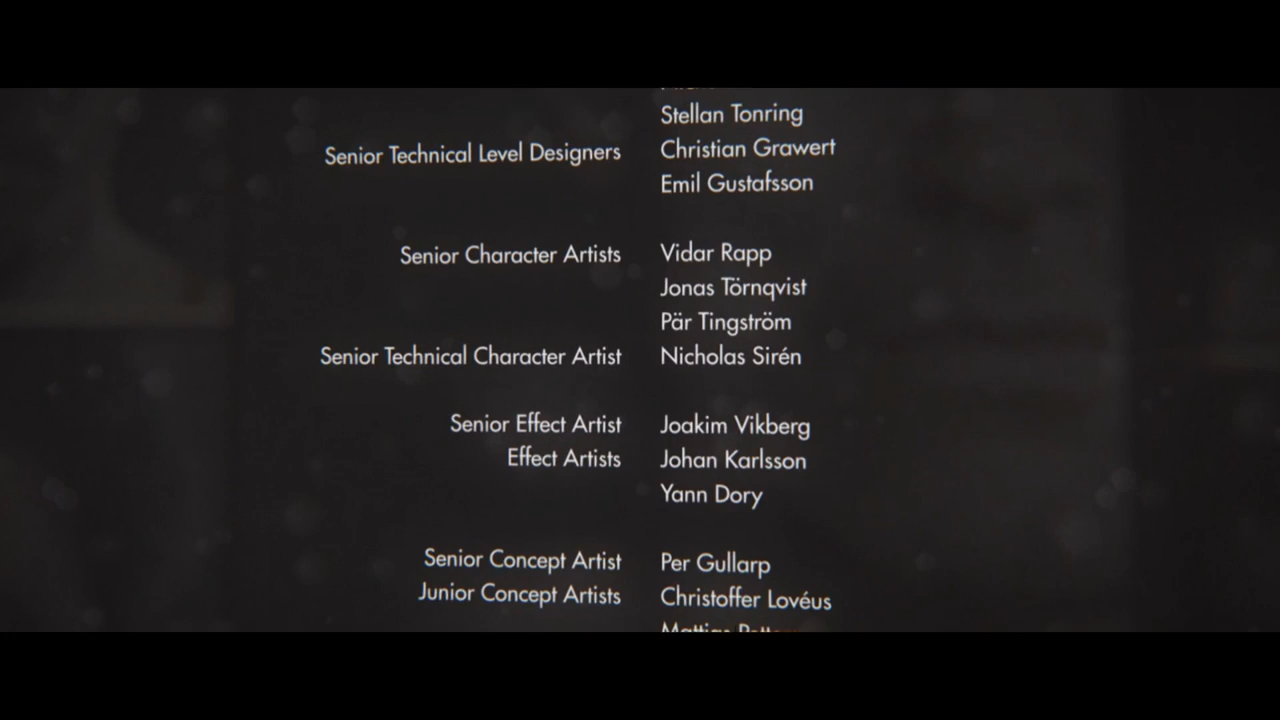 Stellan Tonring
Senior Technical Level Designers Christian Grawert
Emil Gustafsson
Senior Character Artists Vidar Rapp
Jonas Törnqvist
Pär Tingström
Senior Technical Character Artist Nicholas Sirén
Senior Effect Artist Joakim Vikberg
Effect Artists Johan Karlsson
Yann Dory
Senior Concept Artist Per Gullarp
Junior Concept Artists Christoffer Lovéus